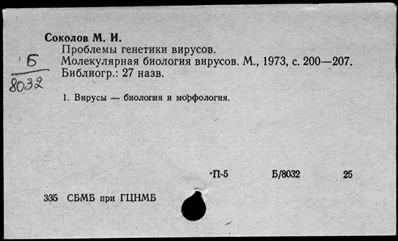 Соколов М. И.
Б
8032
Проблемы генетики вирусов.
Молекулярная биология вирусов. М., 1973, с. 200—207.
Библиогр.: 27 назв.
1. Вирусы — биология и морфология.
*П-5 Б/8032 25
335 СБМБ при ГЦНМБ